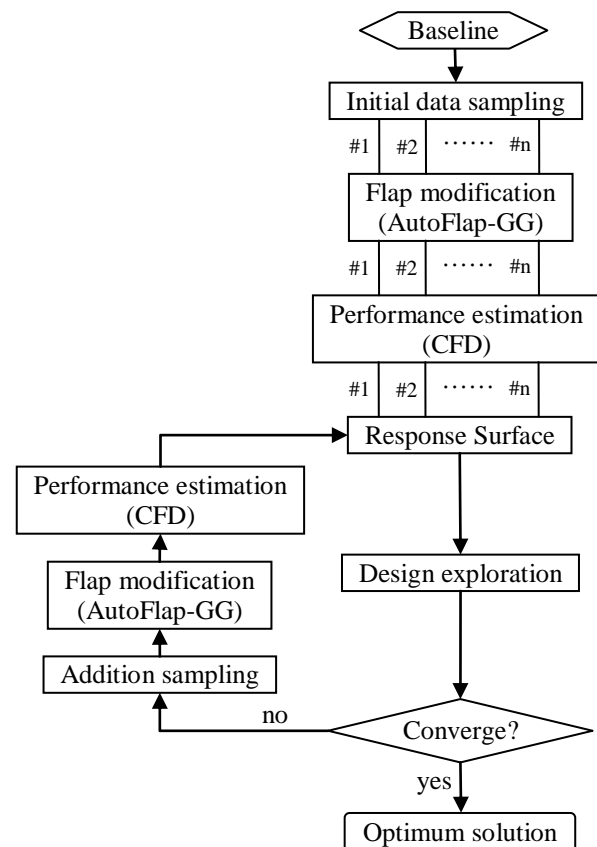 Baseline
Initial data sampling
#1 #2 ······ #n
Flap modification
(AutoFlap-GG)
#1 #2 ······ #n
Performance estimation
(CFD)
#1 #2 ······ #n
Response Surface
Performance estimation
(CFD)
Design exploration
Flap modification
(AutoFlap-GG)
Addition sampling
no
Converge?
yes
Optimum solution